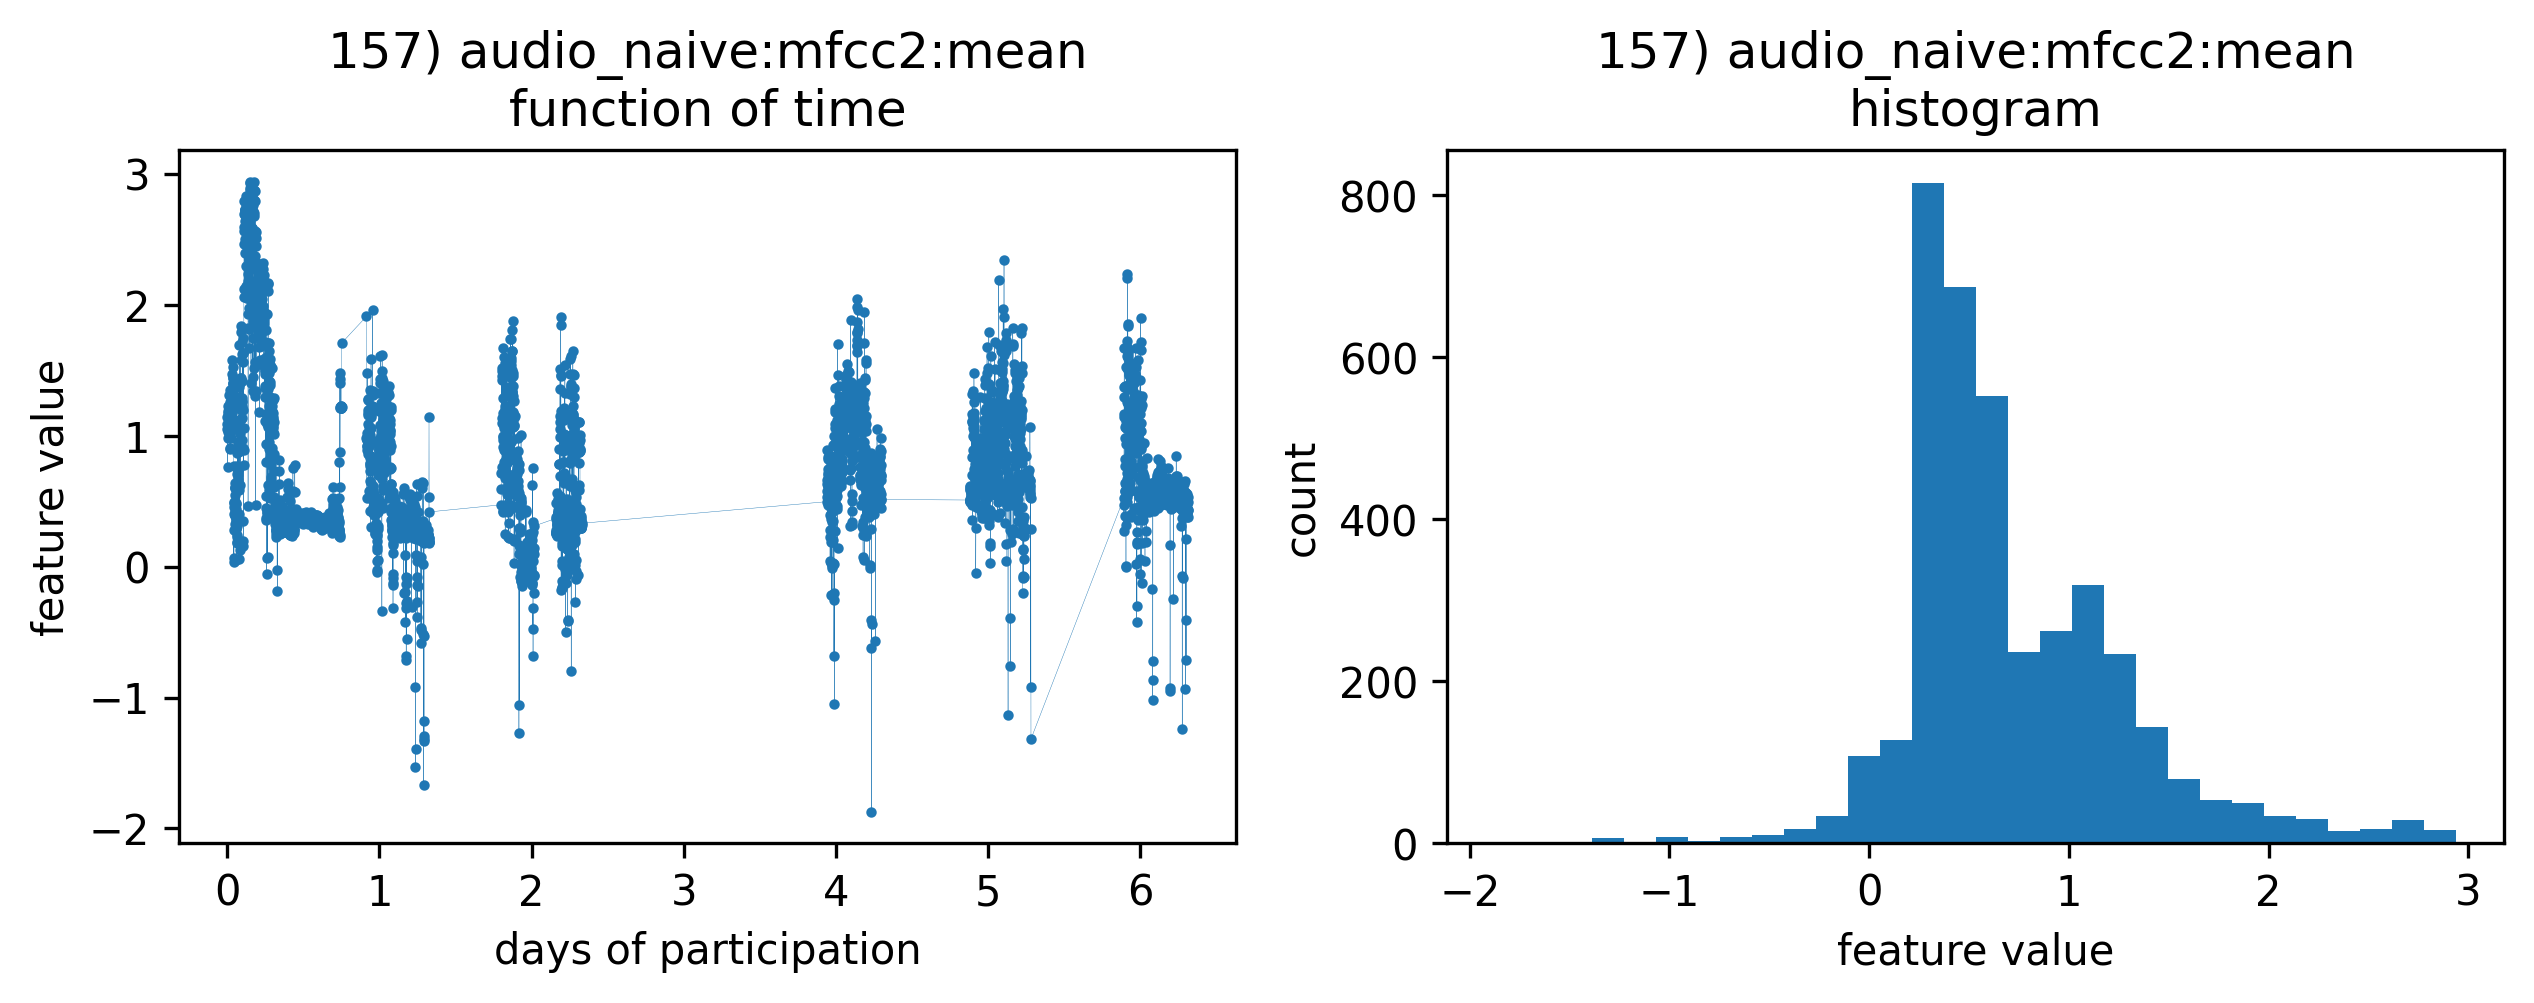 157) audio_naive:mfcc2:mean
function of time
3
2
1
0
−1
−2
feature value
0 1 2 3 4 5 6
days of participation
157) audio_naive:mfcc2:mean
histogram
800
600
400
200
0
count
−2 −1 0 1 2 3
feature value